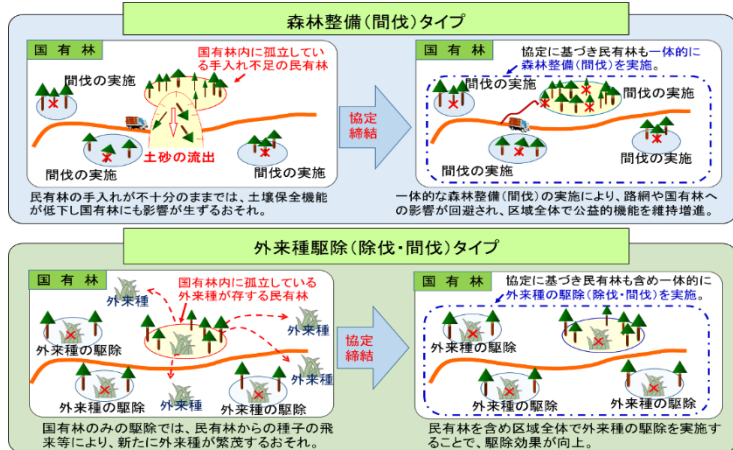 森林整備(間伐)タイプ
国有林
国有林内に孤立している
手入れ不足の民有林
間伐の実施
土砂の流出
間伐の実施
間伐の実施
民有林の手入れが不十分のままでは、土壌保全機能
が低下し国有林にも影響が生ずるおそれ。
協定
締結
国有林
協定に基づき民有林も一体的に
森林整備(間伐)を実施。
間伐の実施
間伐の実施
間伐の実施
間伐の実施
一体的な森林整備(間伐)の実施により、路網や国有林へ
の影響が回避され、区域全体で公益的機能を維持増進。
外来種駆除(除伐・間伐)タイプ
国有林
国有林内に孤立している
外来種が存する民有林
外来種
外来種
外来種の駆除
外来種
外来種
外来種の駆除
外来種の駆除
国有林のみの駆除では、民有林からの種子の飛
来等により、新たに外来種が繁茂するおそれ。
協定
締結
国有林
協定に基づき民有林も含め一体的に
外来種の駆除(除伐・間伐)を実施。
外来種の駆除
外来種の駆除
外来種の駆除
民有林を含め区域全体で外来種の駆除を実施す
ることで、駆除効果が向上。